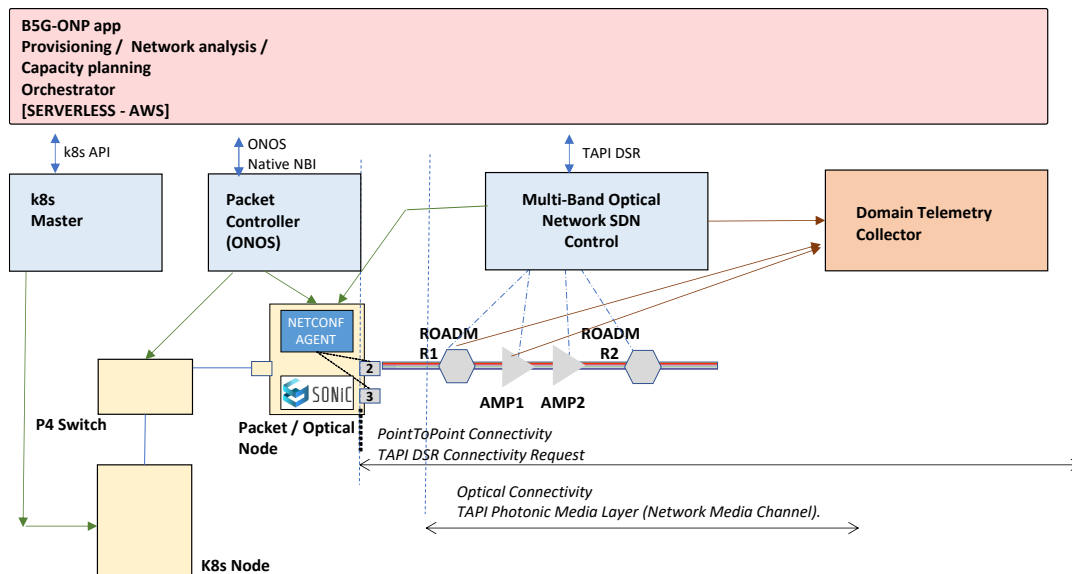 B5G-ONP app
Provisioning / Network analysis /
Capacity planning
Orchestrator
[SERVERLESS - AWS]
k8s API
ONOS
Native NBI
TAPI DSR
k8s
Master
Packet
Controller
(ONOS)
Multi-Band Optical
Network SDN
Control
Domain Telemetry
Collector
NETCONF
AGENT
ROADM
R1
ROADM
R2
2
3
SONiC
AMP1
AMP2
P4 Switch
Packet / Optical
Node
PointToPoint Connectivity
TAPI DSR Connectivity Request
Optical Connectivity
TAPI Photonic Media Layer (Network Media Channel).
K8s Node